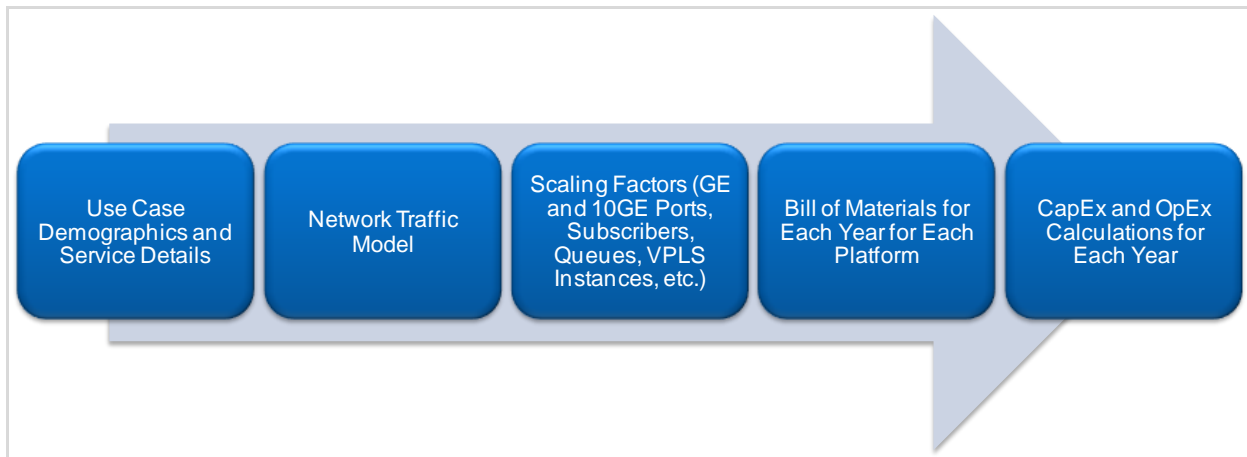 Use Case
Demographics and
Service Details
Network Traffic
Model
Scaling Factors (GE
and 10GE Ports,
Subscribers,
Queues, VPLS
Instances, etc.)
Bill of Materials for
Each Year for Each
Platform
CapEx and OpEx
Calculations for
Each Year